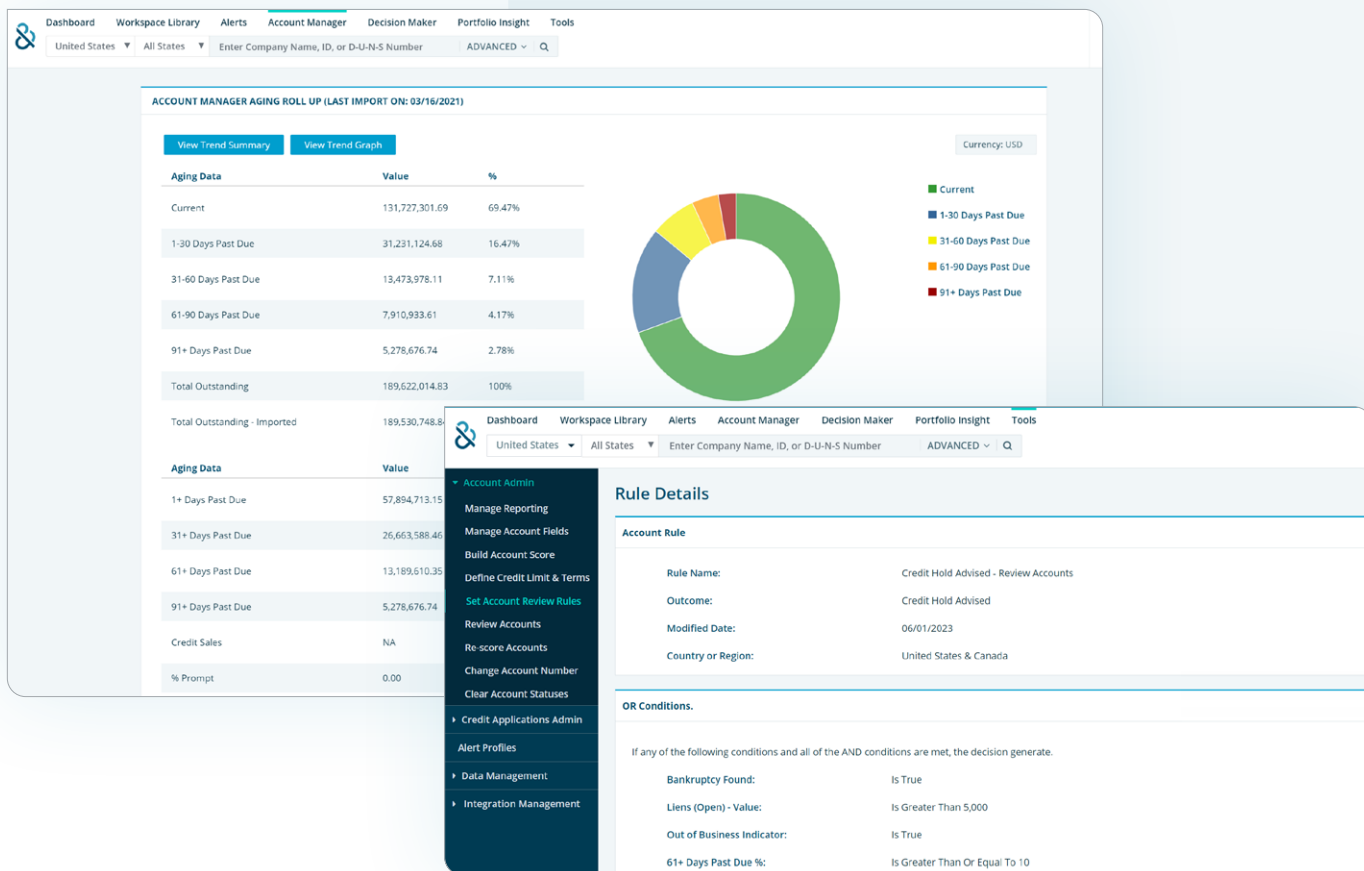 Dashboard Workspace Library Alerts Account Manager Decision Maker Portfolio Insight Tools
United States ▼ All States ▼ Enter Company Name, ID, or D-U-N-S Number ADVANCED
ACCOUNT MANAGER AGING ROLL UP (LAST IMPORT ON: 03/16/2021)
View Trend Summary View Trend Graph Currency: USD
Aging Data Value %
Current 131,727,301.69 69.47%
1-30 Days Past Due 31,231,124.68 16.47%
31-60 Days Past Due 13,473,978.11 7.11%
61-90 Days Past Due 7,910,933.61 4.17%
91+ Days Past Due 5,278,676.74 2.78%
Total Outstanding 189,622,014.83 100%
Total Outstanding - Imported 189,530,748.84
Current
1-30 Days Past Due
31-60 Days Past Due
61-90 Days Past Due
91+ Days Past Due
Aging Data Value
1+ Days Past Due 57,894,713.15
31+ Days Past Due 26,663,588.46
61+ Days Past Due 13,189,610.35
91+ Days Past Due 5,278,676.74
Credit Sales NA
% Prompt 0.00
Dashboard Workspace Library Alerts Account Manager Decision Maker Portfolio Insight Tools
United States All States ▼ Enter Company Name, ID, or D-U-N-S Number ADVANCED
Account Admin
Manage Reporting
Manage Account Fields
Build Account Score
Define Credit Limit & Terms
Set Account Review Rules
Review Accounts
Re-score Accounts
Change Account Number
Clear Account Statuses
Credit Applications Admin
Alert Profiles
Data Management
Integration Management
Rule Details
Account Rule
Rule Name: Credit Hold Advised - Review Accounts
Outcome: Credit Hold Advised
Modified Date: 06/01/2023
Country or Region: United States & Canada
OR Conditions.
If any of the following conditions and all of the AND conditions are met, the decision generate.
Bankruptcy Found: Is True
Liens (Open) - Value: Is Greater Than 5,000
Out of Business Indicator: Is True
61+ Days Past Due %: Is Greater Than Or Equal To 10